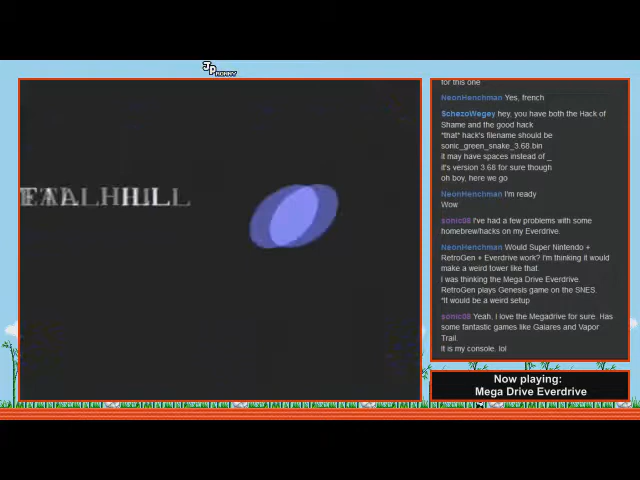 JP
RONNY
for this one
NeonHenchman Yes, french
$chezoWegey hey, you have both the Hack of
Shame and the good hack
*that* hack's filename should be
sonic_green_snake_3.68.bin
it may have spaces instead of _
it's version 3.68 for sure though
oh boy, here we go
NeonHenchman I'm ready
Wow
sonic08 I've had a few problems with some
homebrew/hacks on my Everdrive.
NeonHenchman Would Super Nintendo +
RetroGen + Everdrive work? I'm thinking it would
make a weird tower like that.
I was thinking the Mega Drive Everdrive.
RetroGen plays Genesis game on the SNES.
*It would be a weird setup
sonic08 Yeah, I love the Megadrive for sure. Has
some fantastic games like Gaiares and Vapor
Trail.
It is my console. lol
Now playing:
Mega Drive Everdrive